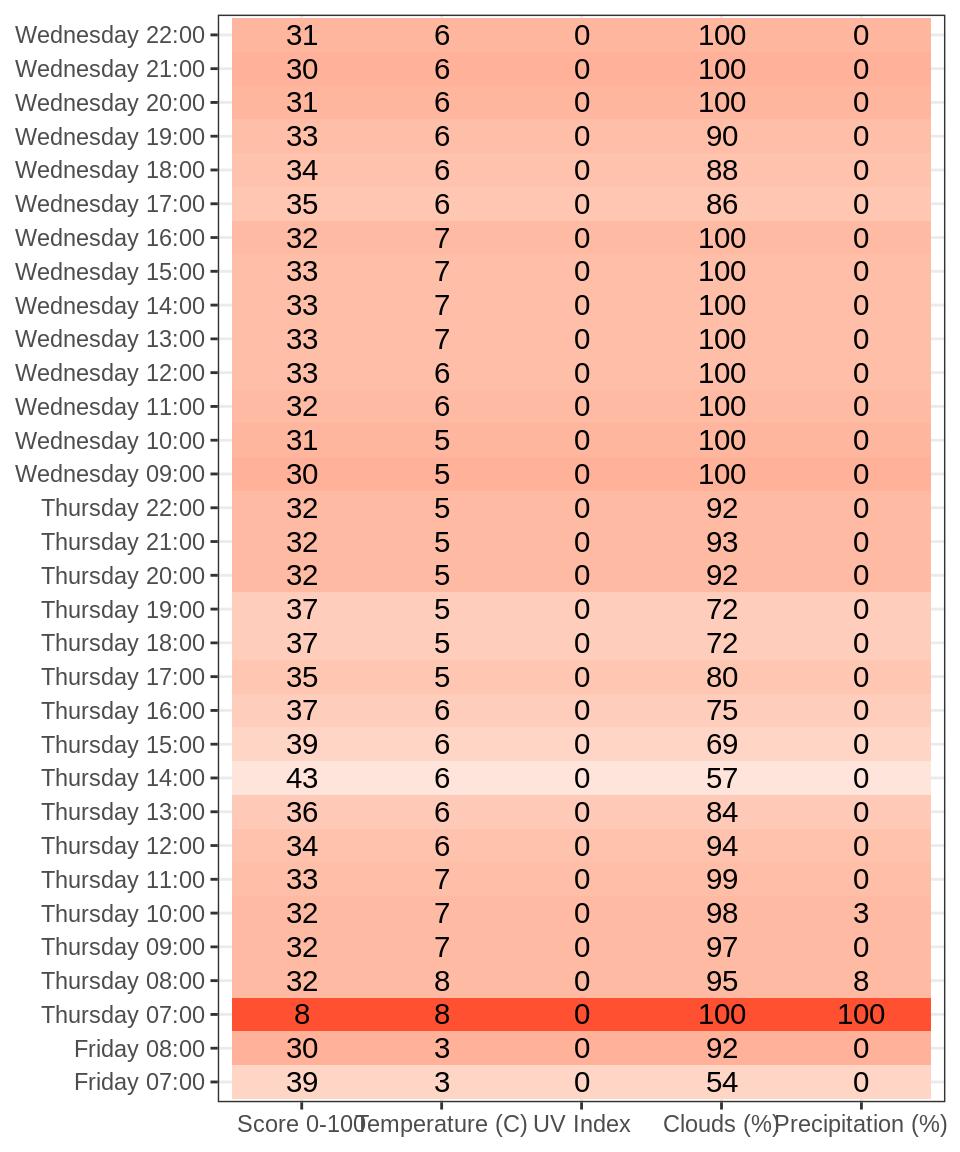 Wednesday 22:00 31 6 0 100 0
Wednesday 21:00 30 6 0 100 0
Wednesday 20:00 31 6 0 100 0
Wednesday 19:00 33 6 0 90 0
Wednesday 18:00 34 6 0 88 0
Wednesday 17:00 35 6 0 86 0
Wednesday 16:00 32 7 0 100 0
Wednesday 15:00 33 7 0 100 0
Wednesday 14:00 33 7 0 100 0
Wednesday 13:00 33 7 0 100 0
Wednesday 12:00 33 6 0 100 0
Wednesday 11:00 32 6 0 100 0
Wednesday 10:00 31 5 0 100 0
Wednesday 09:00 30 5 0 100 0
Thursday 22:00 32 5 0 92 0
Thursday 21:00 32 5 0 93 0
Thursday 20:00 32 5 0 92 0
Thursday 19:00 37 5 0 72 0
Thursday 18:00 37 5 0 72 0
Thursday 17:00 35 5 0 80 0
Thursday 16:00 37 6 0 75 0
Thursday 15:00 39 6 0 69 0
Thursday 14:00 43 6 0 57 0
Thursday 13:00 36 6 0 84 0
Thursday 12:00 34 6 0 94 0
Thursday 11:00 33 7 0 99 0
Thursday 10:00 32 7 0 98 3
Thursday 09:00 32 7 0 97 0
Thursday 08:00 32 8 0 95 8
Thursday 07:00 8 8 0 100 100
Friday 08:00 30 3 0 92 0
Friday 07:00 39 3 0 54 0
Score 0-100 Temperature (C) UV Index Clouds (%) Precipitation (%)